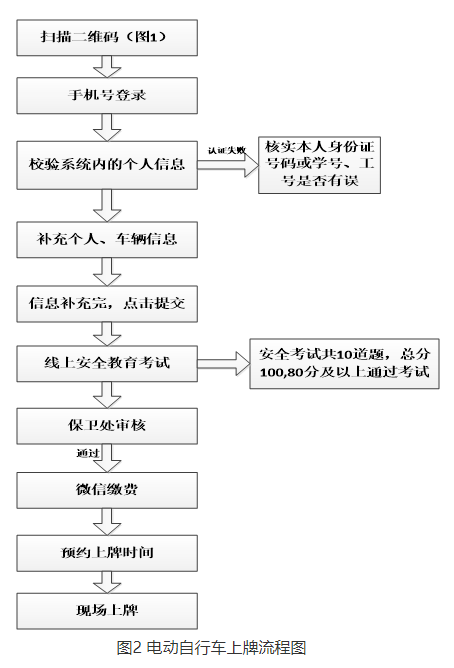 扫描二维码（图1）
手机号登录
校验系统内的个人信息
认证失败
核实本人身份证
号码或学号、工
号是否有误
补充个人、车辆信息
信息补充完，点击提交
线上安全教育考试
安全考试共10道题，总分
100,80分及以上通过考试
保卫处审核
通过
微信缴费
预约上牌时间
现场上牌
图2 电动自行车上牌流程图